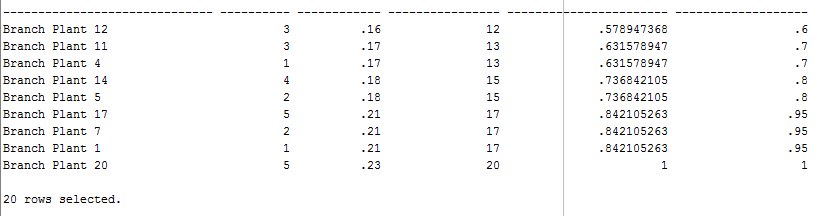 ------------------------------ ---------- ------------ ---------------- ----------------------- -------------------
Branch Plant 12 3 .16 12 .578947368 .6
Branch Plant 11 3 .17 13 .631578947 .7
Branch Plant 4 1 .17 13 .631578947 .7
Branch Plant 14 4 .18 15 .736842105 .8
Branch Plant 5 2 .18 15 .736842105 .8
Branch Plant 17 5 .21 17 .842105263 .95
Branch Plant 7 2 .21 17 .842105263 .95
Branch Plant 1 1 .21 17 .842105263 .95
Branch Plant 20 5 .23 20 1 1
20 rows selected.